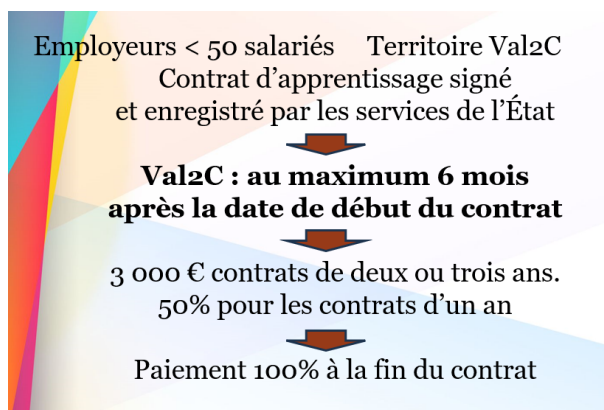 Employeurs < 50 salariés Territoire Val2C
Contrat d’apprentissage signé
et enregistré par les services de l’État
Val2C : au maximum 6 mois
après la date de début du contrat
3 000 € contrats de deux ou trois ans.
50% pour les contrats d’un an
Paiement 100% à la fin du contrat